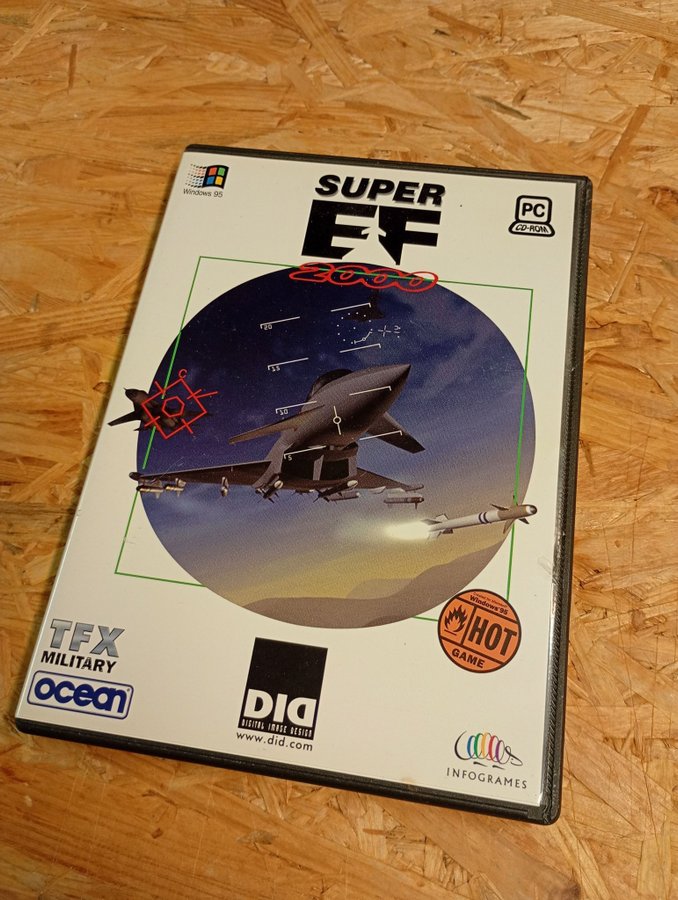 Windows 95
SUPER
EF
2000
PC
CD-ROM
20
15
10
5
C
Windows®95
HOT
GAME
TFX
MILITARY
ocean
DID
DIGITAL IMAGE DESIGN
www.did.com
INFOGRAMES